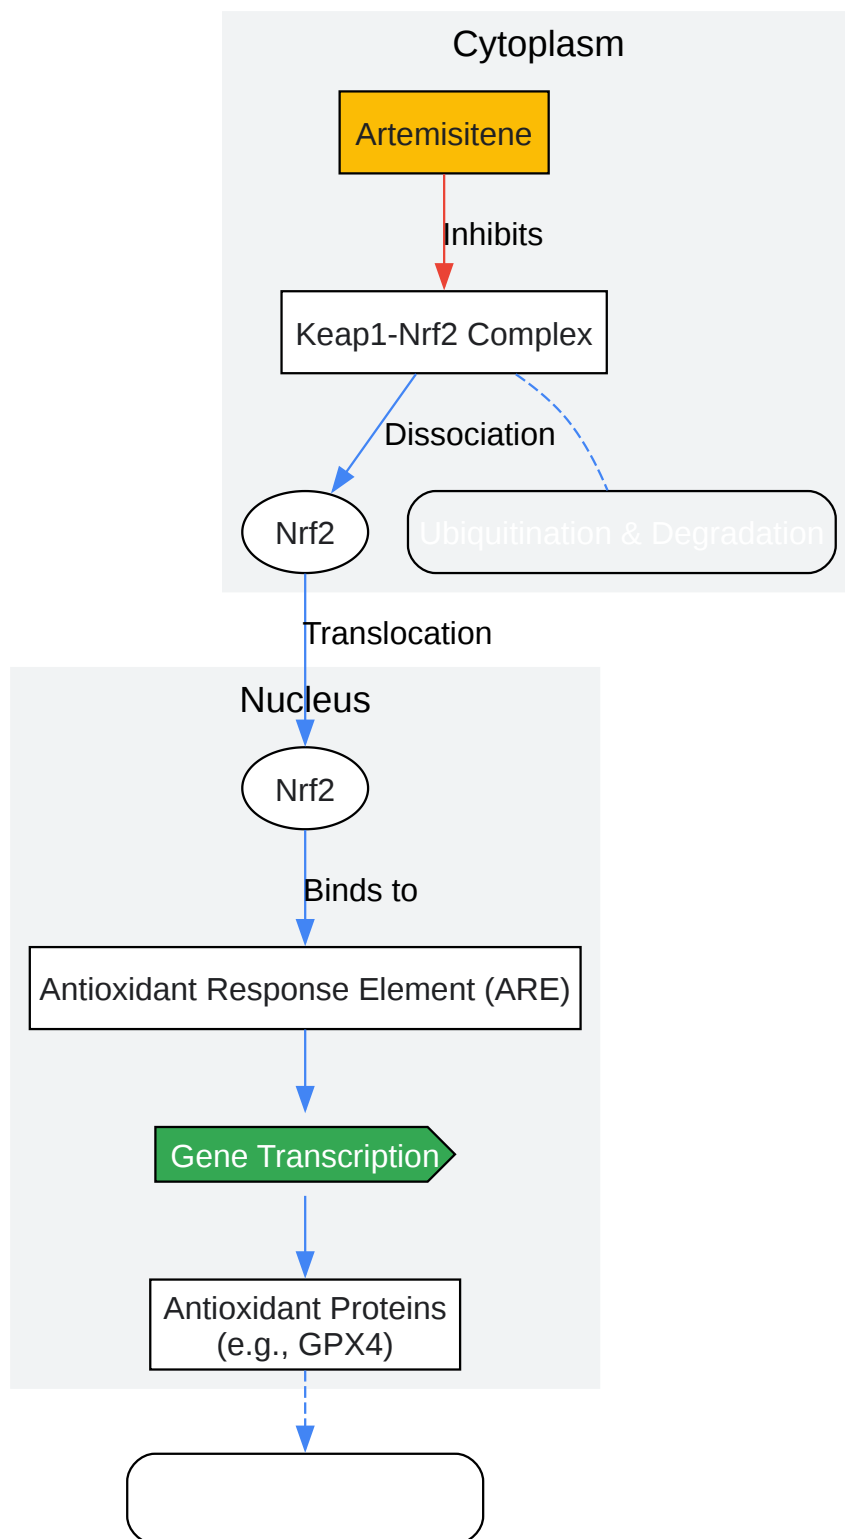 Cytoplasm
Artemisitene
Inhibits
Keap1-Nrf2 Complex
Dissociation
Nrf2
Ubiquitination & Degradation
Translocation
Nucleus
Nrf2
Binds to
Antioxidant Response Element (ARE)
Gene Transcription
Antioxidant Proteins
(e.g., GPX4)